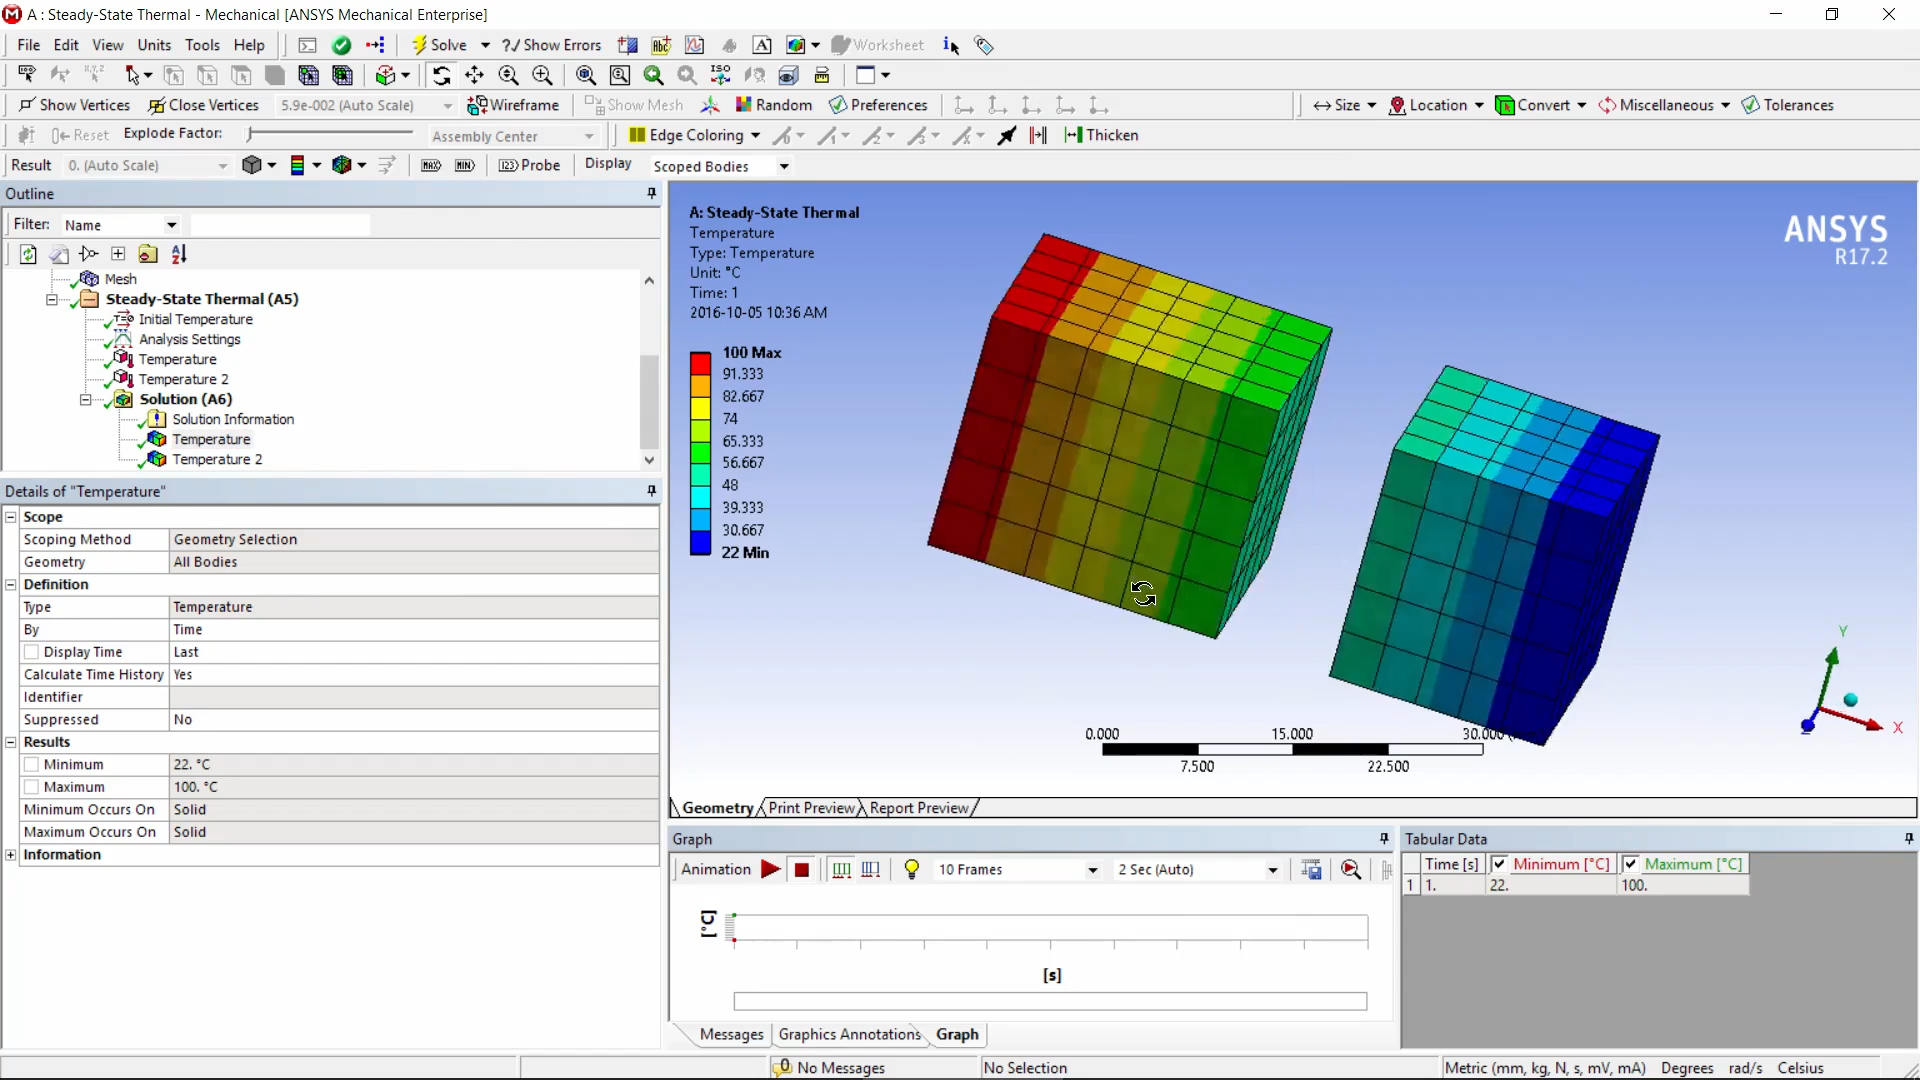 A : Steady-State Thermal - Mechanical [ANSYS Mechanical Enterprise]
File Edit View Units Tools Help Solve ?/ Show Errors Worksheet
ISO
Show Vertices Close Vertices 5.9e-002 (Auto Scale) Wireframe Show Mesh Random Preferences Size Location Convert Miscellaneous Tolerances
Reset Explode Factor: Assembly Center Edge Coloring Thicken
Result 0. (Auto Scale) MAX MIN Probe Display Scoped Bodies
Outline
Filter: Name
Mesh
Steady-State Thermal (A5)
Initial Temperature
Analysis Settings
Temperature
Temperature 2
Solution (A6)
Solution Information
Temperature
Temperature 2
Details of "Temperature"
Scope
Scoping Method Geometry Selection
Geometry All Bodies
Definition
Type Temperature
By Time
Display Time Last
Calculate Time History Yes
Identifier
Suppressed No
Results
Minimum 22. °C
Maximum 100. °C
Minimum Occurs On Solid
Maximum Occurs On Solid
Information
A: Steady-State Thermal
Temperature
Type: Temperature
Unit: °C
Time: 1
2016-10-05 10:36 AM
100 Max
91.333
82.667
74
65.333
56.667
48
39.333
30.667
22 Min
ANSYS
R17.2
Y
X
0.000 15.000 30.000
7.500 22.500
Geometry Print Preview Report Preview
Graph
Animation 10 Frames 2 Sec (Auto)
[°C]
[s]
Messages Graphics Annotations Graph
Tabular Data
Time [s] Minimum [°C] Maximum [°C]
1 1. 22. 100.
0 No Messages No Selection Metric (mm, kg, N, s, mV, mA) Degrees rad/s Celsius